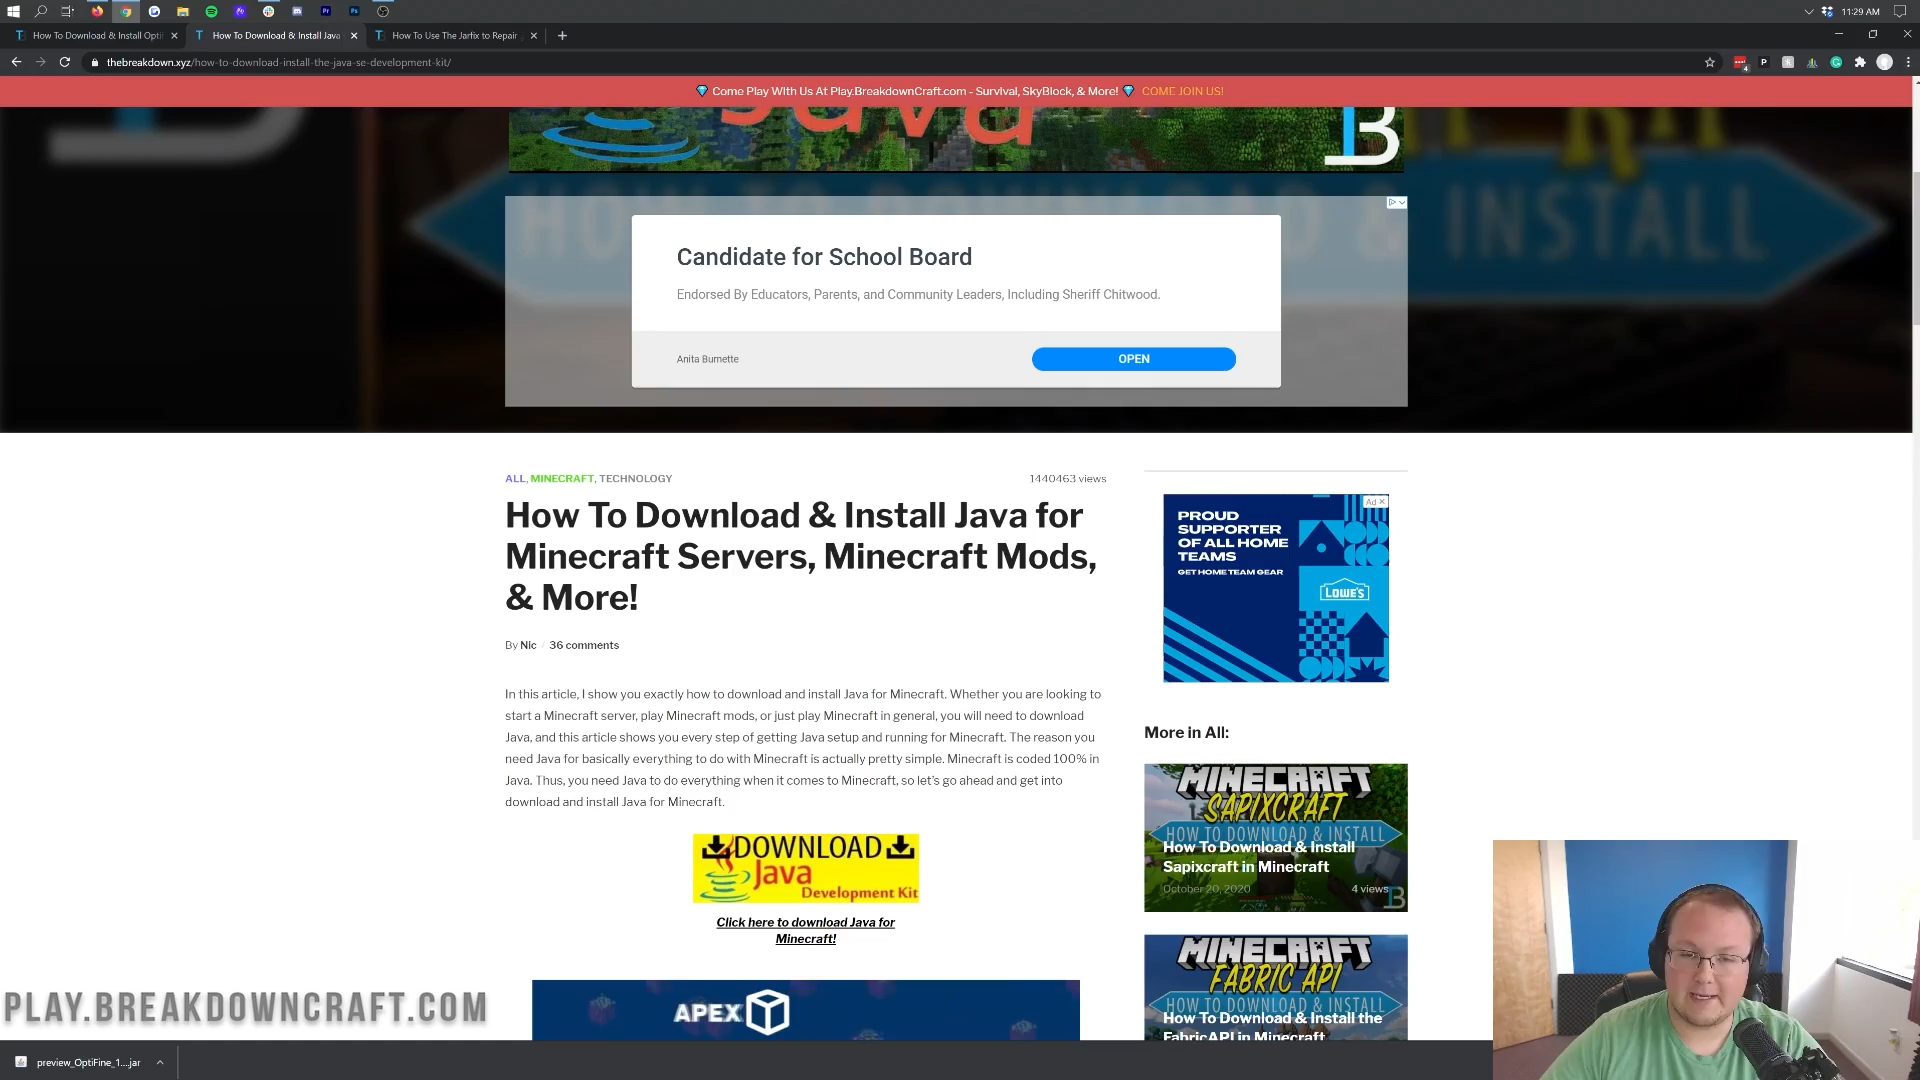 11:29 AM
How To Download & Install Opti
How To Download & Install Java
How To Use The Jarfix to Repair
thebreakdown.xyz/how-to-download-install-the-java-se-development-kit/
Come Play With Us At Play.BreakdownCraft.com - Survival, SkyBlock, & More! COME JOIN US!
Java
B
HOW TO DOWNLOAD & INSTALL
Candidate for School Board
Endorsed By Educators, Parents, and Community Leaders, Including Sheriff Chitwood.
Anita Burnette
OPEN
ALL, MINECRAFT, TECHNOLOGY
1440463 views
How To Download & Install Java for
Minecraft Servers, Minecraft Mods,
& More!
By Nic / 36 comments
In this article, I show you exactly how to download and install Java for Minecraft. Whether you are looking to
start a Minecraft server, play Minecraft mods, or just play Minecraft in general, you will need to download
Java, and this article shows you every step of getting Java setup and running for Minecraft. The reason you
need Java for basically everything to do with Minecraft is actually pretty simple. Minecraft is coded 100% in
Java. Thus, you need Java to do everything when it comes to Minecraft, so let's go ahead and get into
download and install Java for Minecraft.
DOWNLOAD
Java
Development Kit
Click here to download Java for
Minecraft!
APEX
Ad
PROUD
SUPPORTER
OF ALL HOME
TEAMS
GET HOME TEAM GEAR
LOWE'S
More in All:
MINECRAFT
SAPIXCRAFT
HOW TO DOWNLOAD & INSTALL
How To Download & Install
Sapixcraft in Minecraft
October 20, 2020
4 views
B
MINECRAFT
FABRIC API
HOW TO DOWNLOAD & INSTALL
How To Download & Install the
FabricAPI in Minecraft
PLAY.BREAKDOWNCRAFT.COM
preview_OptiFine_1....jar